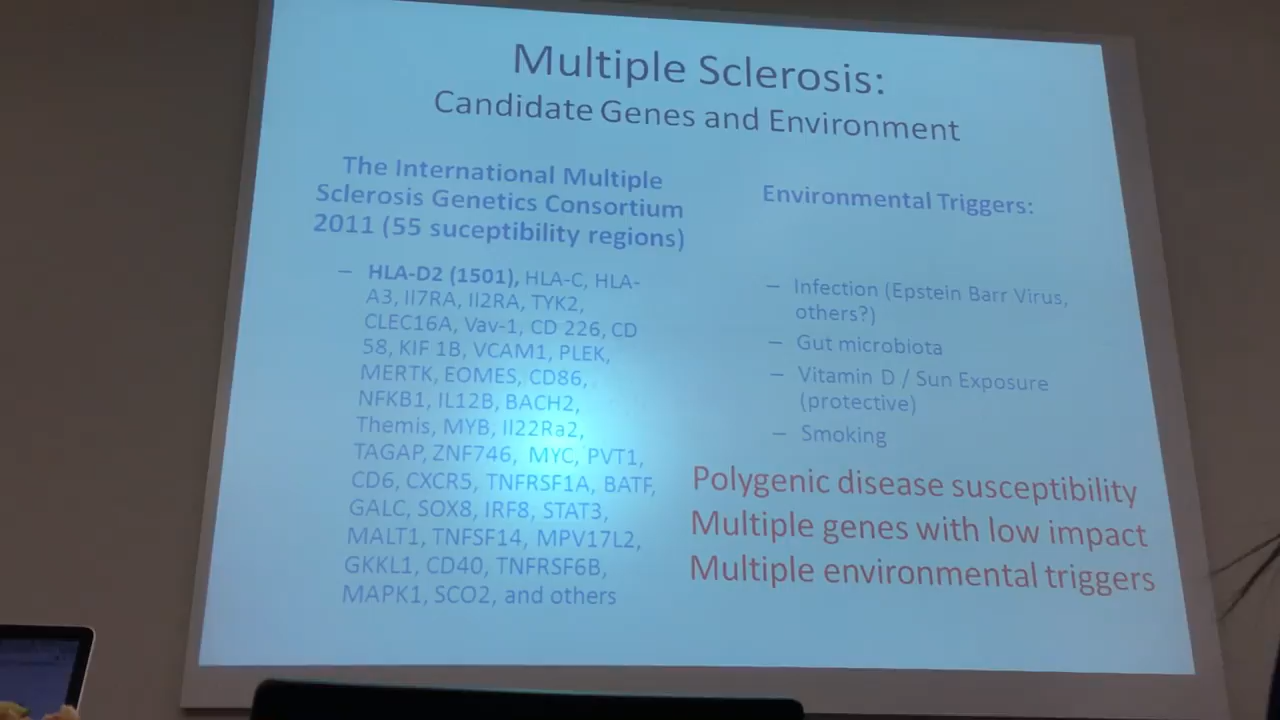 Multiple Sclerosis:
Candidate Genes and Environment
The International Multiple
Sclerosis Genetics Consortium
2011 (55 suceptibility regions)
– HLA-D2 (1501), HLA-C, HLA-
A3, Il7RA, Il2RA, TYK2,
CLEC16A, Vav-1, CD 226, CD
58, KIF 1B, VCAM1, PLEK,
MERTK, EOMES, CD86,
NFKB1, IL12B, BACH2,
Themis, MYB, Il22Ra2,
TAGAP, ZNF746, MYC, PVT1,
CD6, CXCR5, TNFRSF1A, BATF,
GALC, SOX8, IRF8, STAT3,
MALT1, TNFSF14, MPV17L2,
GKKL1, CD40, TNFRSF6B,
MAPK1, SCO2, and others
Environmental Triggers:
– Infection (Epstein Barr Virus,
others?)
– Gut microbiota
– Vitamin D / Sun Exposure
(protective)
– Smoking
Polygenic disease susceptibility
Multiple genes with low impact
Multiple environmental triggers